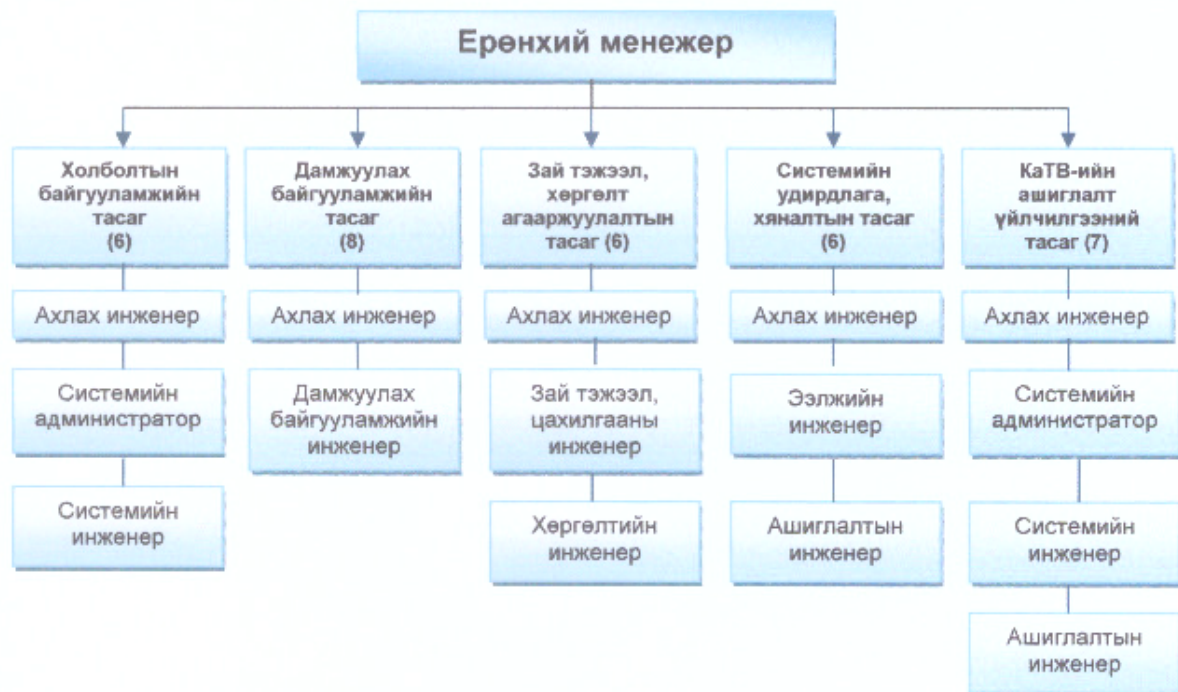 Ерөнхий менежер
Холболтын
байгууламжийн
тасаг
(6)
Ахлах инженер
Системийн
администратор
Системийн
инженер
Дамжуулах
байгууламжийн
тасаг
(8)
Ахлах инженер
Дамжуулах
байгууламжийн
инженер
Зай тэжээл,
хөргөлт
агааржуулалтын
тасаг (6)
Ахлах инженер
Зай тэжээл,
цахилгааны
инженер
Хөргөлтийн
инженер
Системийн
удирдлага,
хяналтын тасаг
(6)
Ахлах инженер
Ээлжийн
инженер
Ашиглалтын
инженер
КаТВ-ийн
ашиглалт
үйлчилгээний
тасаг (7)
Ахлах инженер
Системийн
администратор
Системийн
инженер
Ашиглалтын
инженер